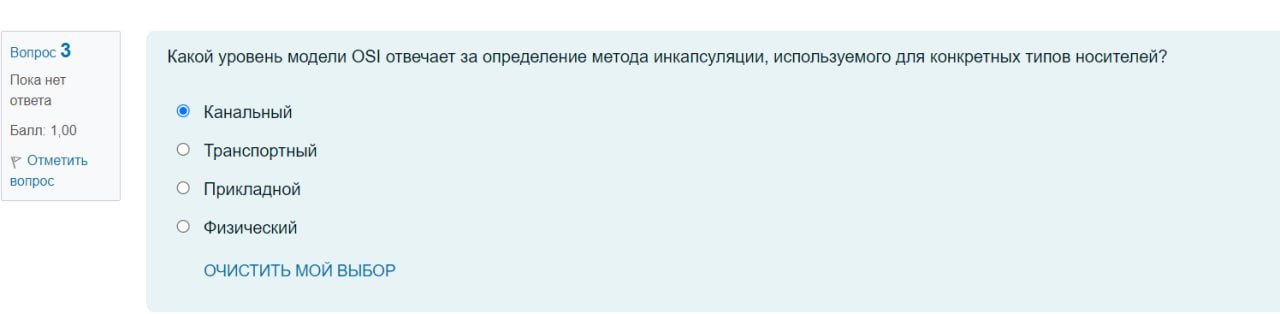 Вопрос 3
Пока нет
ответа
Балл: 1,00
Отметить
вопрос
Какой уровень модели OSI отвечает за определение метода инкапсуляции, используемого для конкретных типов носителей?
Канальный
Транспортный
Прикладной
Физический
ОЧИСТИТЬ МОЙ ВЫБОР